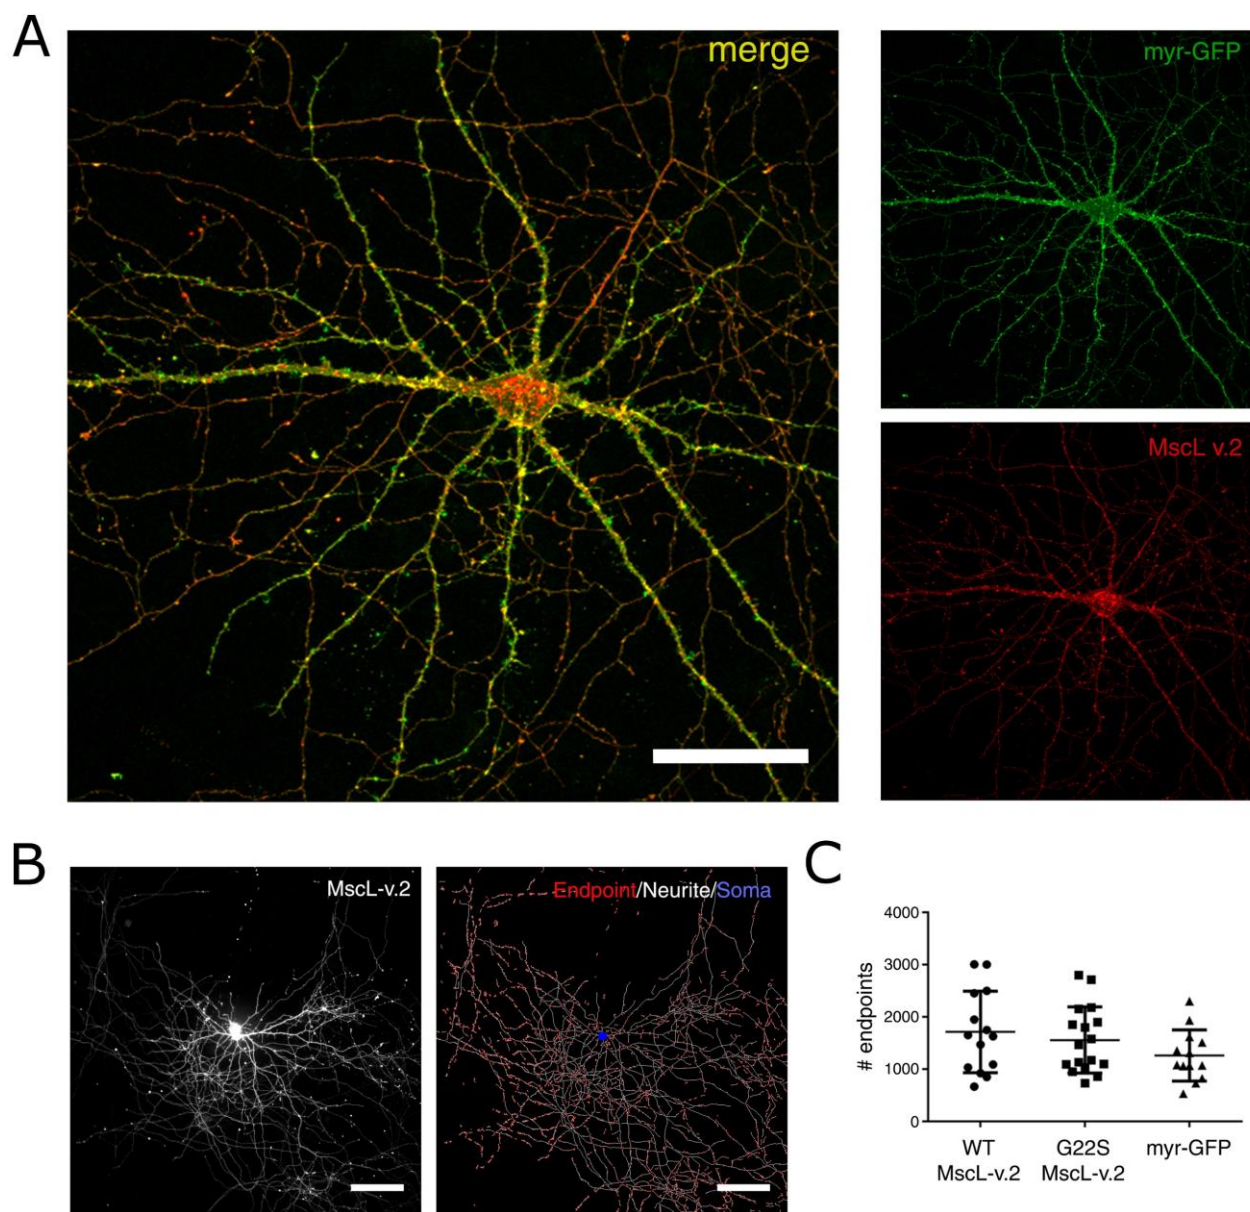 A
merge
myr-GFP
MscL v.2
B
MscL-v.2
Endpoint/Neurite/Soma
C
# endpoints
4000
3000
2000
1000
0
WT
MscL-v.2
G22S
MscL-v.2
myr-GFP